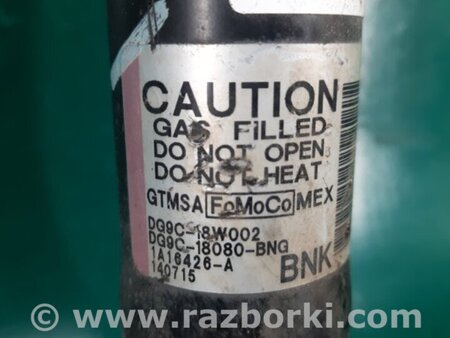 CAUTION
GAS FiLLED
DO NOT OPEN
DO NOT HEAT
GTMSA FoMoCo MEX
DG9C-18W002
DG9C-18080-BNG
1A16426-A
140715
BNK
© - www.razborki.com